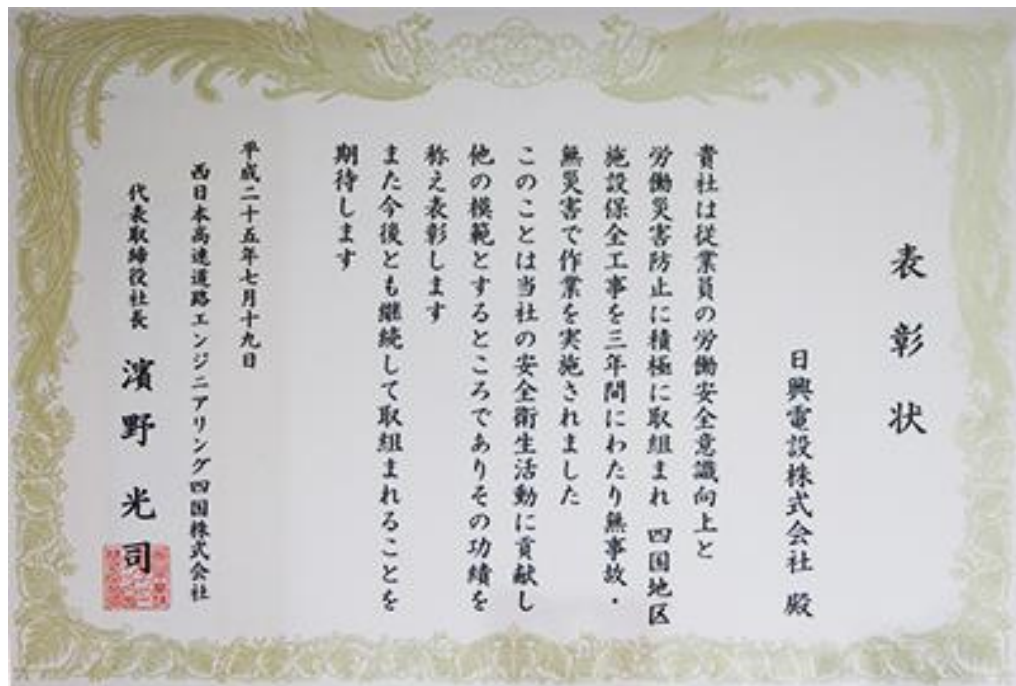 表彰状
日興電設株式会社 殿
貴社は従業員の労働安全意識向上と
労働災害防止に積極に取組まれ 四国地区
施設保全工事を三年間にわたり無事故・
無災害で作業を実施されました
このことは当社の安全衛生活動に貢献し
他の模範とするところでありその功績を
称え表彰します
また今後とも継続して取組まれることを
期待します
平成二十五年七月十九日
西日本高速道路エンジニアリング四国株式会社
代表取締役社長 濱野 光司